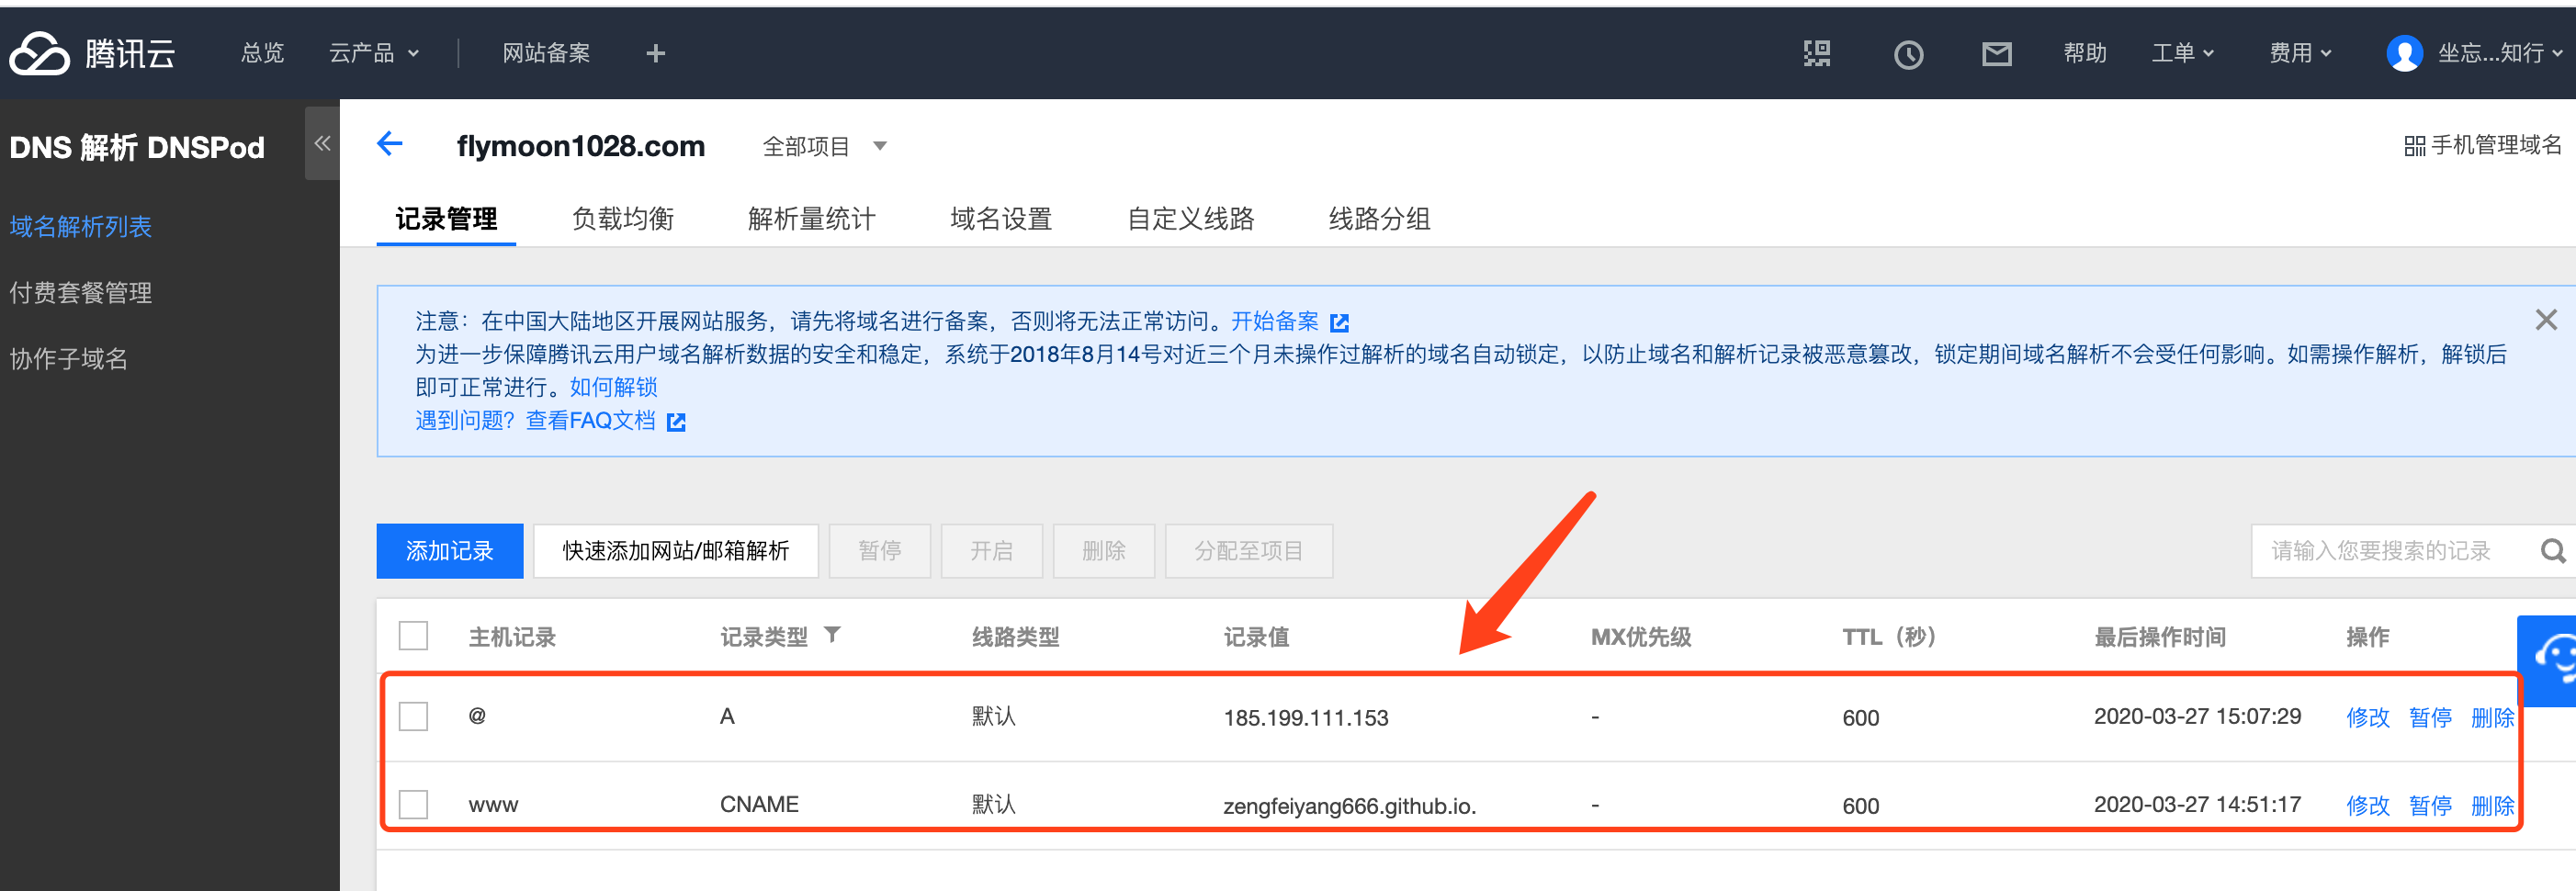 腾讯云 总览 云产品 网站备案 + 帮助 工单 费用 坐忘...知行
DNS 解析 DNSPod
域名解析列表
付费套餐管理
协作子域名
flymoon1028.com 全部项目 手机管理域名
记录管理 负载均衡 解析量统计 域名设置 自定义线路 线路分组
注意：在中国大陆地区开展网站服务，请先将域名进行备案，否则将无法正常访问。开始备案
为进一步保障腾讯云用户域名解析数据的安全和稳定，系统于2018年8月14号对近三个月未操作过解析的域名自动锁定，以防止域名和解析记录被恶意篡改，锁定期间域名解析不会受任何影响。如需操作解析，解锁后
即可正常进行。如何解锁
遇到问题？查看FAQ文档
添加记录 快速添加网站/邮箱解析 暂停 开启 删除 分配至项目 请输入您要搜索的记录
主机记录 记录类型 线路类型 记录值 MX优先级 TTL（秒） 最后操作时间 操作
@ A 默认 185.199.111.153 - 600 2020-03-27 15:07:29 修改 暂停 删除
www CNAME 默认 zengfeiyang666.github.io. - 600 2020-03-27 14:51:17 修改 暂停 删除